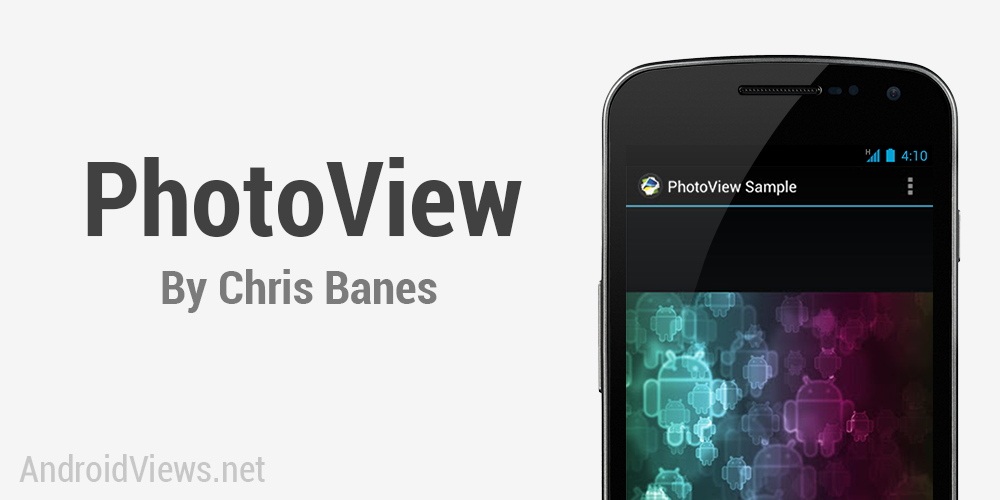 PhotoView
By Chris Banes
AndroidViews.net
H 4:10
PhotoView Sample